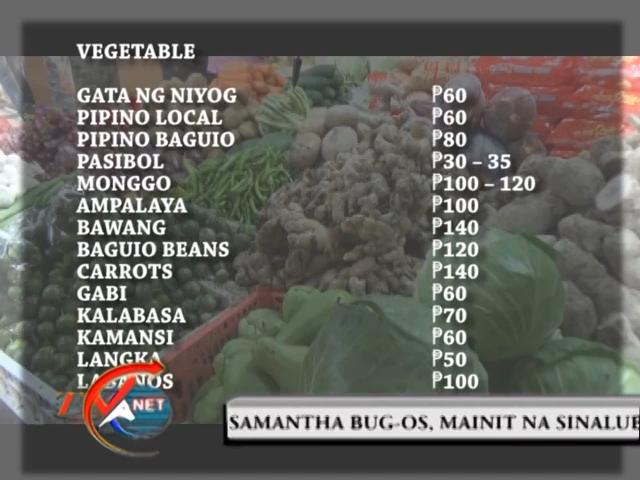 VEGETABLE
GATA NG NIYOG ₱60
PIPINO LOCAL ₱60
PIPINO BAGUIO ₱80
PASIBOL ₱30 – 35
MONGGO ₱100 – 120
AMPALAYA ₱100
BAWANG ₱140
BAGUIO BEANS ₱120
CARROTS ₱140
GABI ₱60
KALABASA ₱70
KAMANSI ₱60
LANGKA ₱50
LABANOS ₱100
NET
SAMANTHA BUG-OS, MAINIT NA SINALUB